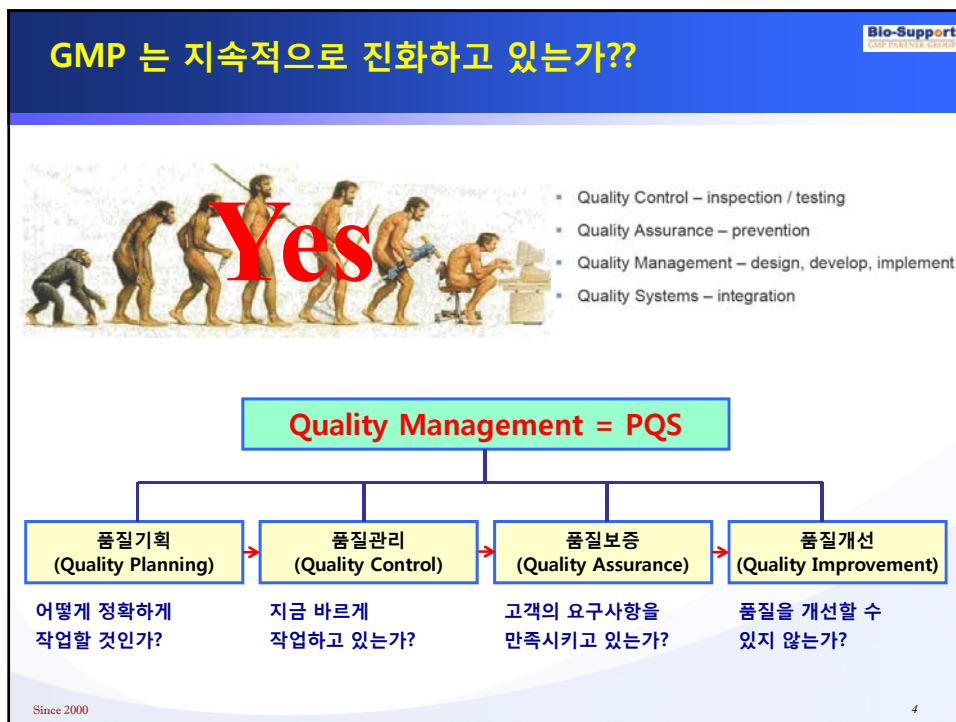 GMP 는 지속적으로 진화하고 있는가??
Bio-Support
GMP PARTNER GROUP
Yes
▪ Quality Control – inspection / testing
▪ Quality Assurance – prevention
▪ Quality Management – design, develop, implement
▪ Quality Systems – integration
Quality Management = PQS
품질기획
(Quality Planning)
품질관리
(Quality Control)
품질보증
(Quality Assurance)
품질개선
(Quality Improvement)
어떻게 정확하게
작업할 것인가?
지금 바르게
작업하고 있는가?
고객의 요구사항을
만족시키고 있는가?
품질을 개선할 수
있지 않는가?
Since 2000
4